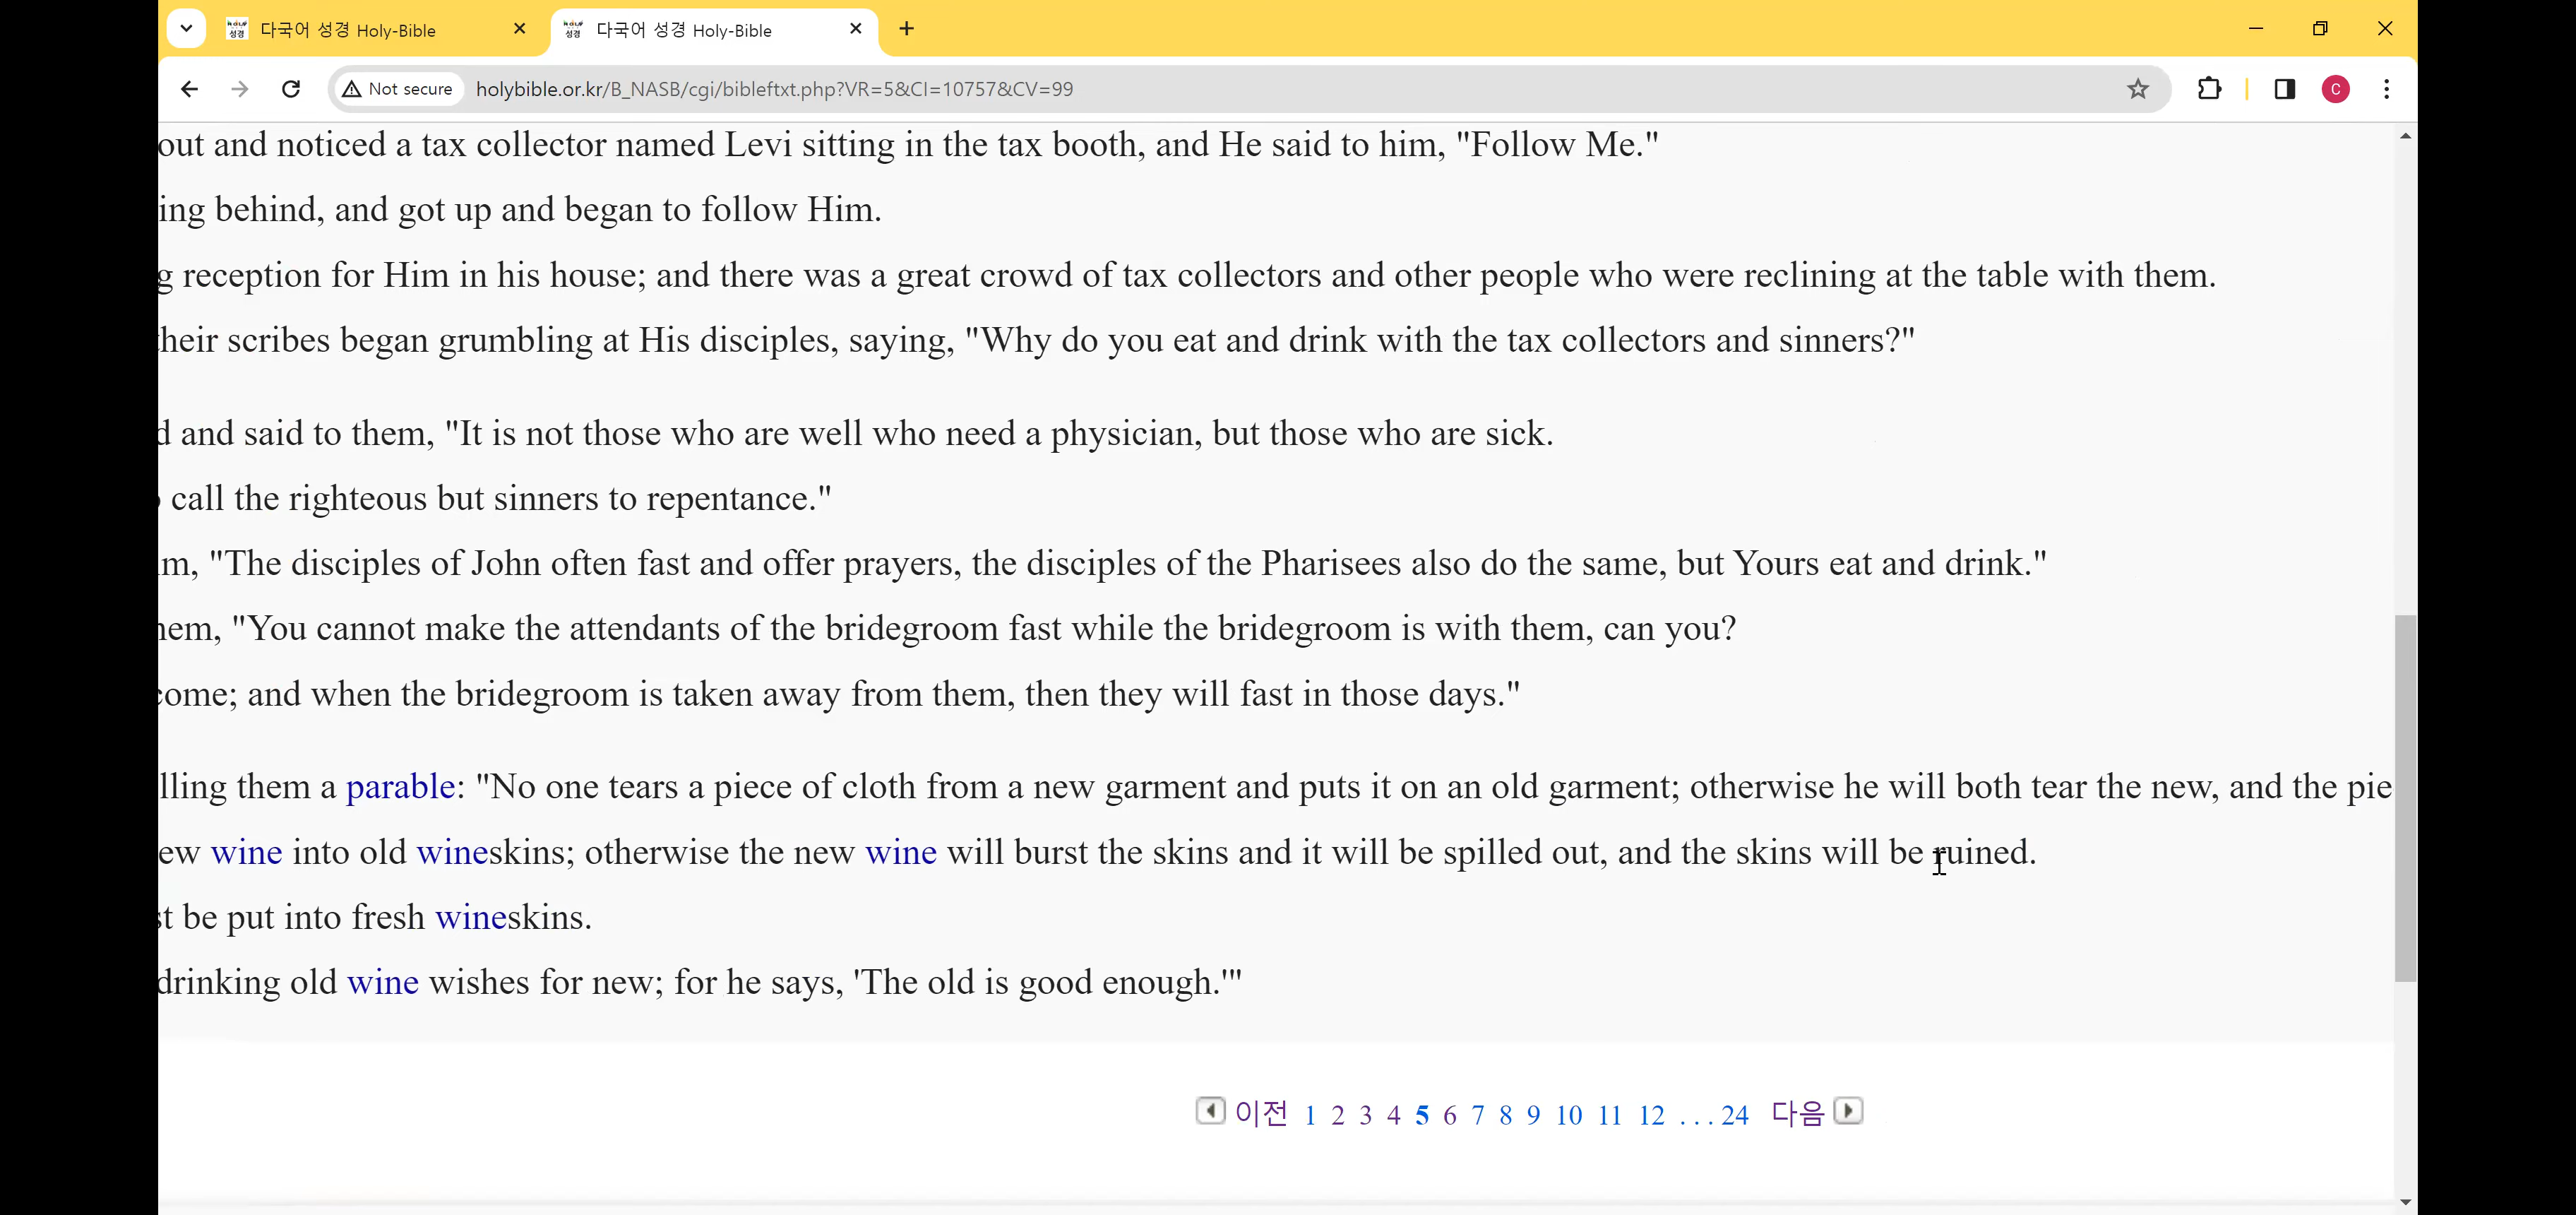 다국어 성경 Holy-Bible
다국어 성경 Holy-Bible
Not secure holybible.or.kr/B_NASB/cgi/bibleftxt.php?VR=5&CI=10757&CV=99
C
out and noticed a tax collector named Levi sitting in the tax booth, and He said to him, "Follow Me."
ing behind, and got up and began to follow Him.
g reception for Him in his house; and there was a great crowd of tax collectors and other people who were reclining at the table with them.
their scribes began grumbling at His disciples, saying, "Why do you eat and drink with the tax collectors and sinners?"
d and said to them, "It is not those who are well who need a physician, but those who are sick.
call the righteous but sinners to repentance."
im, "The disciples of John often fast and offer prayers, the disciples of the Pharisees also do the same, but Yours eat and drink."
hem, "You cannot make the attendants of the bridegroom fast while the bridegroom is with them, can you?
come; and when the bridegroom is taken away from them, then they will fast in those days."
lling them a parable: "No one tears a piece of cloth from a new garment and puts it on an old garment; otherwise he will both tear the new, and the pie
ew wine into old wineskins; otherwise the new wine will burst the skins and it will be spilled out, and the skins will be ruined.
st be put into fresh wineskins.
drinking old wine wishes for new; for he says, 'The old is good enough.'"
이전 1 2 3 4 5 6 7 8 9 10 11 12 ... 24 다음